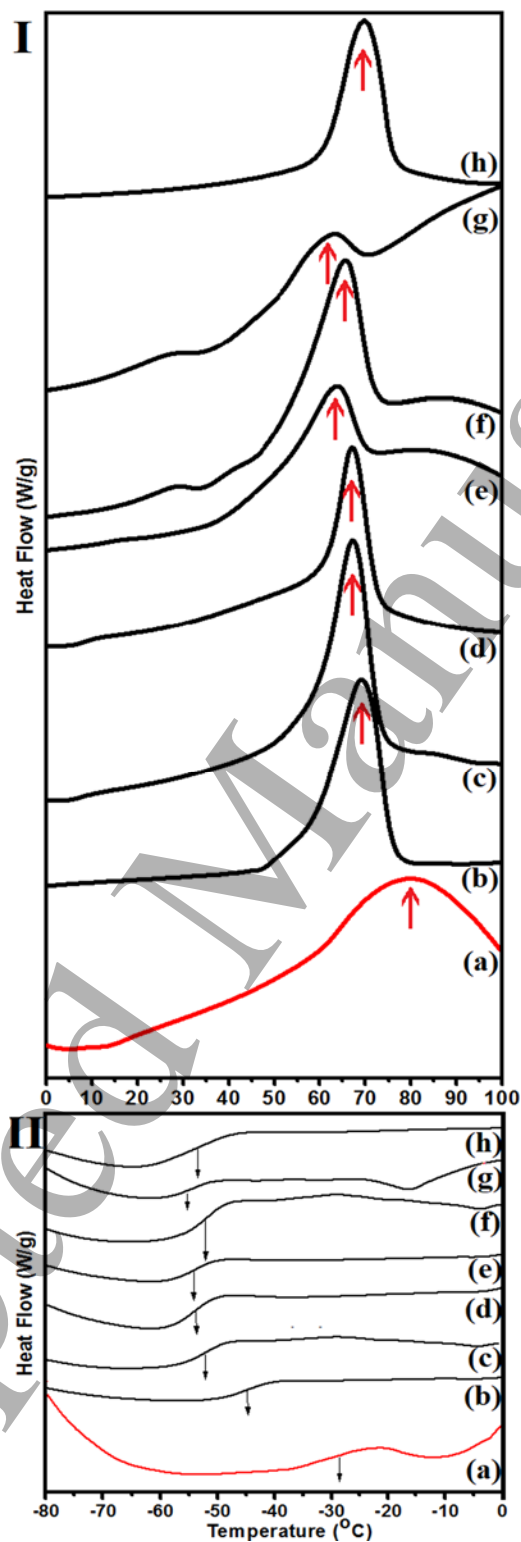 I
(h)
(g)
(f)
(e)
(d)
(c)
(b)
(a)
Heat Flow (W/g)
0 10 20 30 40 50 60 70 80 90 100
II
(h)
(g)
(f)
(e)
(d)
(c)
(b)
(a)
Heat Flow (W/g)
-80 -70 -60 -50 -40 -30 -20 -10 0
Temperature (°C)